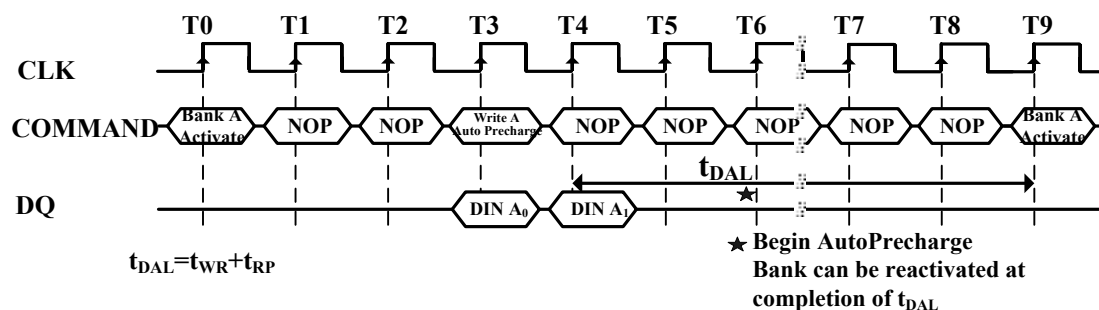 T0 T1 T2 T3 T4 T5 T6 T7 T8 T9
CLK
COMMAND Bank A Activate NOP NOP Write A Auto Precharge NOP NOP NOP NOP NOP Bank A Activate
tDAL
DQ DIN A0 DIN A1
★ Begin AutoPrecharge
tDAL=tWR+tRP
Bank can be reactivated at
completion of tDAL